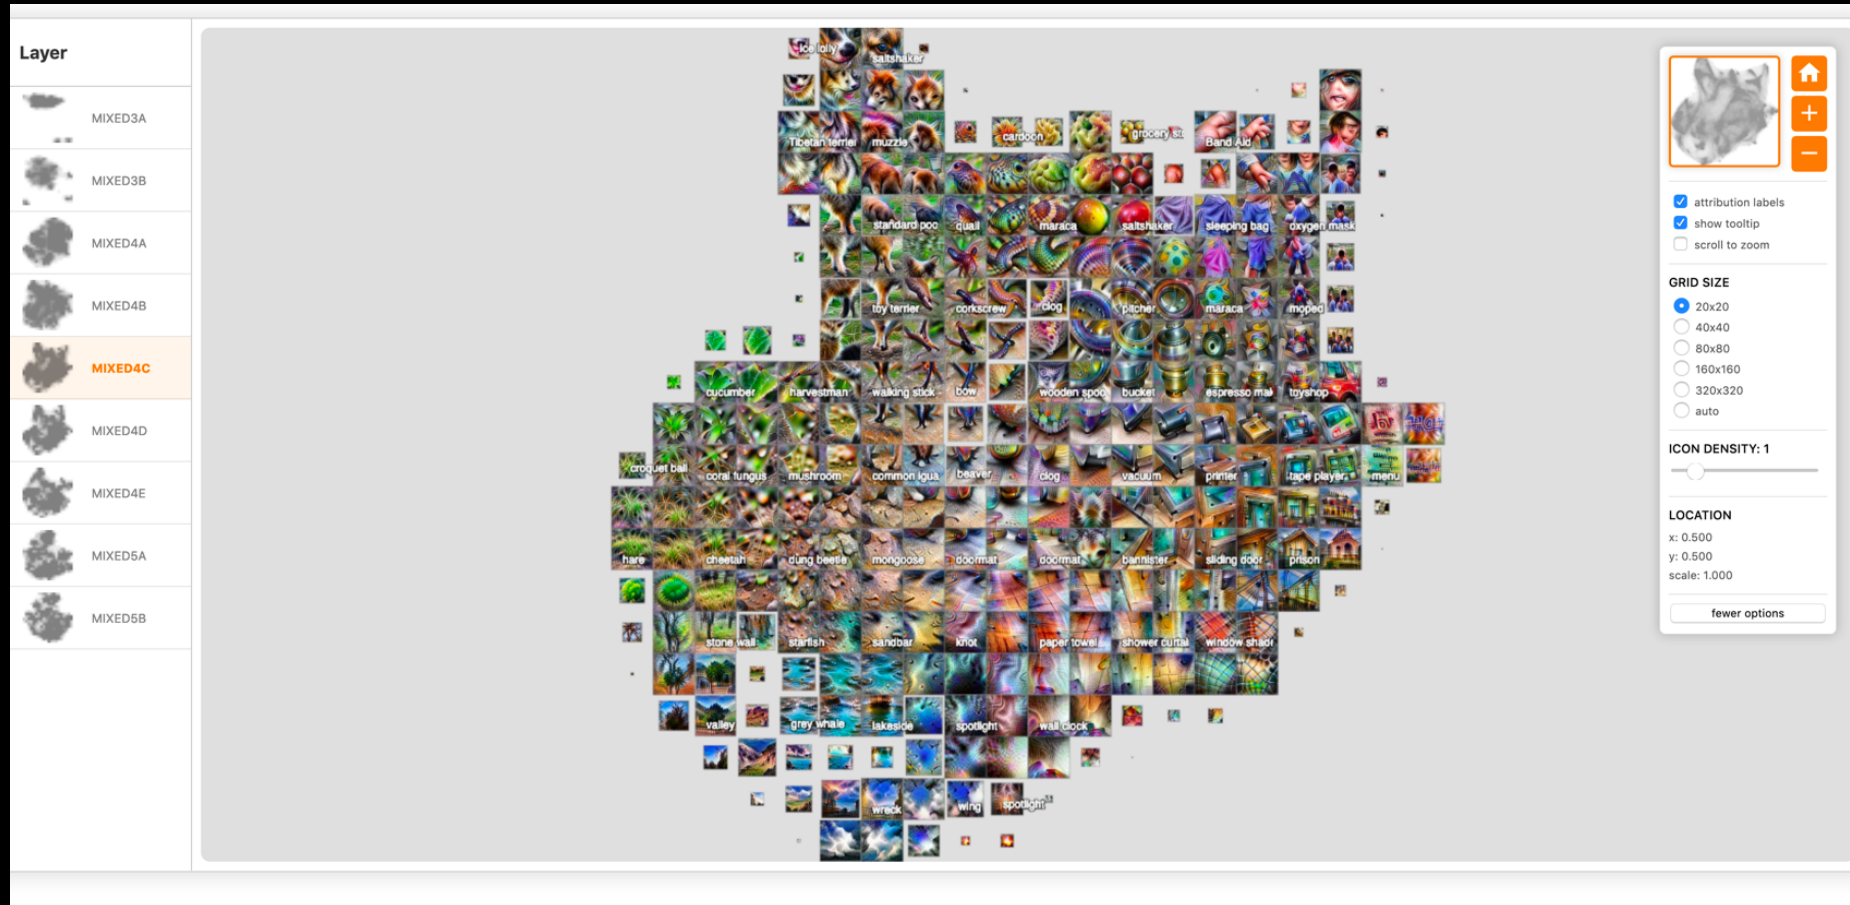 Layer
MIXED3A
MIXED3B
MIXED4A
MIXED4B
MIXED4C
MIXED4D
MIXED4E
MIXED5A
MIXED5B
ice lolly
saltshaker
cardoon
grocery st
Tibetan terrier muzzle
Band Aid
standard poo quail maraca saltshaker sleeping bag oxygen mask
toy terrier corkscrew clog pitcher maraca moped
cucumber harvestman walking stick bow wooden spoo bucket espresso mak toyshop
croquet ball
coral fungus mushroom common igua beaver clog vacuum printer tape player menu
hare cheetah dung beetle mongoose doormat doormat bannister sliding door prison
stone wall starfish sandbar knot paper towel shower curtai window shade
valley grey whale lakeside spotlight wall clock
wreck wing spotlight
attribution labels
show tooltip
scroll to zoom
GRID SIZE
20x20
40x40
80x80
160x160
320x320
auto
ICON DENSITY: 1
LOCATION
x: 0.500
y: 0.500
scale: 1.000
fewer options